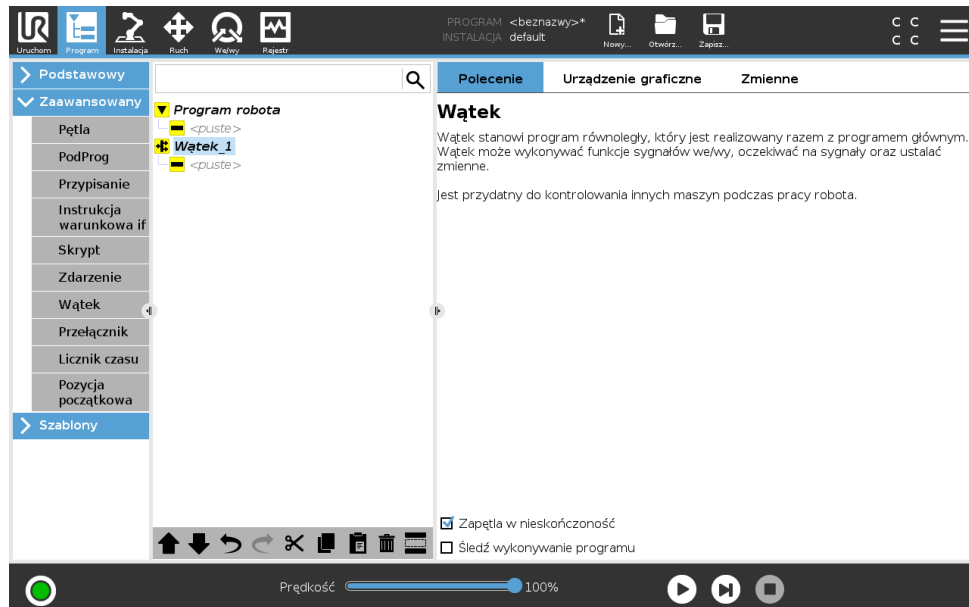 PROGRAM <beznazwy>*
INSTALACJA default
C C
C C
Uruchom
Program
Instalacja
Ruch
We/wy
Rejestr
Nowy...
Otwórz...
Zapisz...
Podstawowy
Zaawansowany
Pętla
PodProg
Przypisanie
Instrukcja
warunkowa if
Skrypt
Zdarzenie
Wątek
Przełącznik
Licznik czasu
Pozycja
początkowa
Szablony
Program robota
<puste>
Wątek_1
<puste>
Polecenie
Urządzenie graficzne
Zmienne
Wątek
Wątek stanowi program równoległy, który jest realizowany razem z programem głównym.
Wątek może wykonywać funkcje sygnałów we/wy, oczekiwać na sygnały oraz ustalać
zmienne.
Jest przydatny do kontrolowania innych maszyn podczas pracy robota.
Zapętla w nieskończoność
Śledź wykonywanie programu
Prędkość
100%